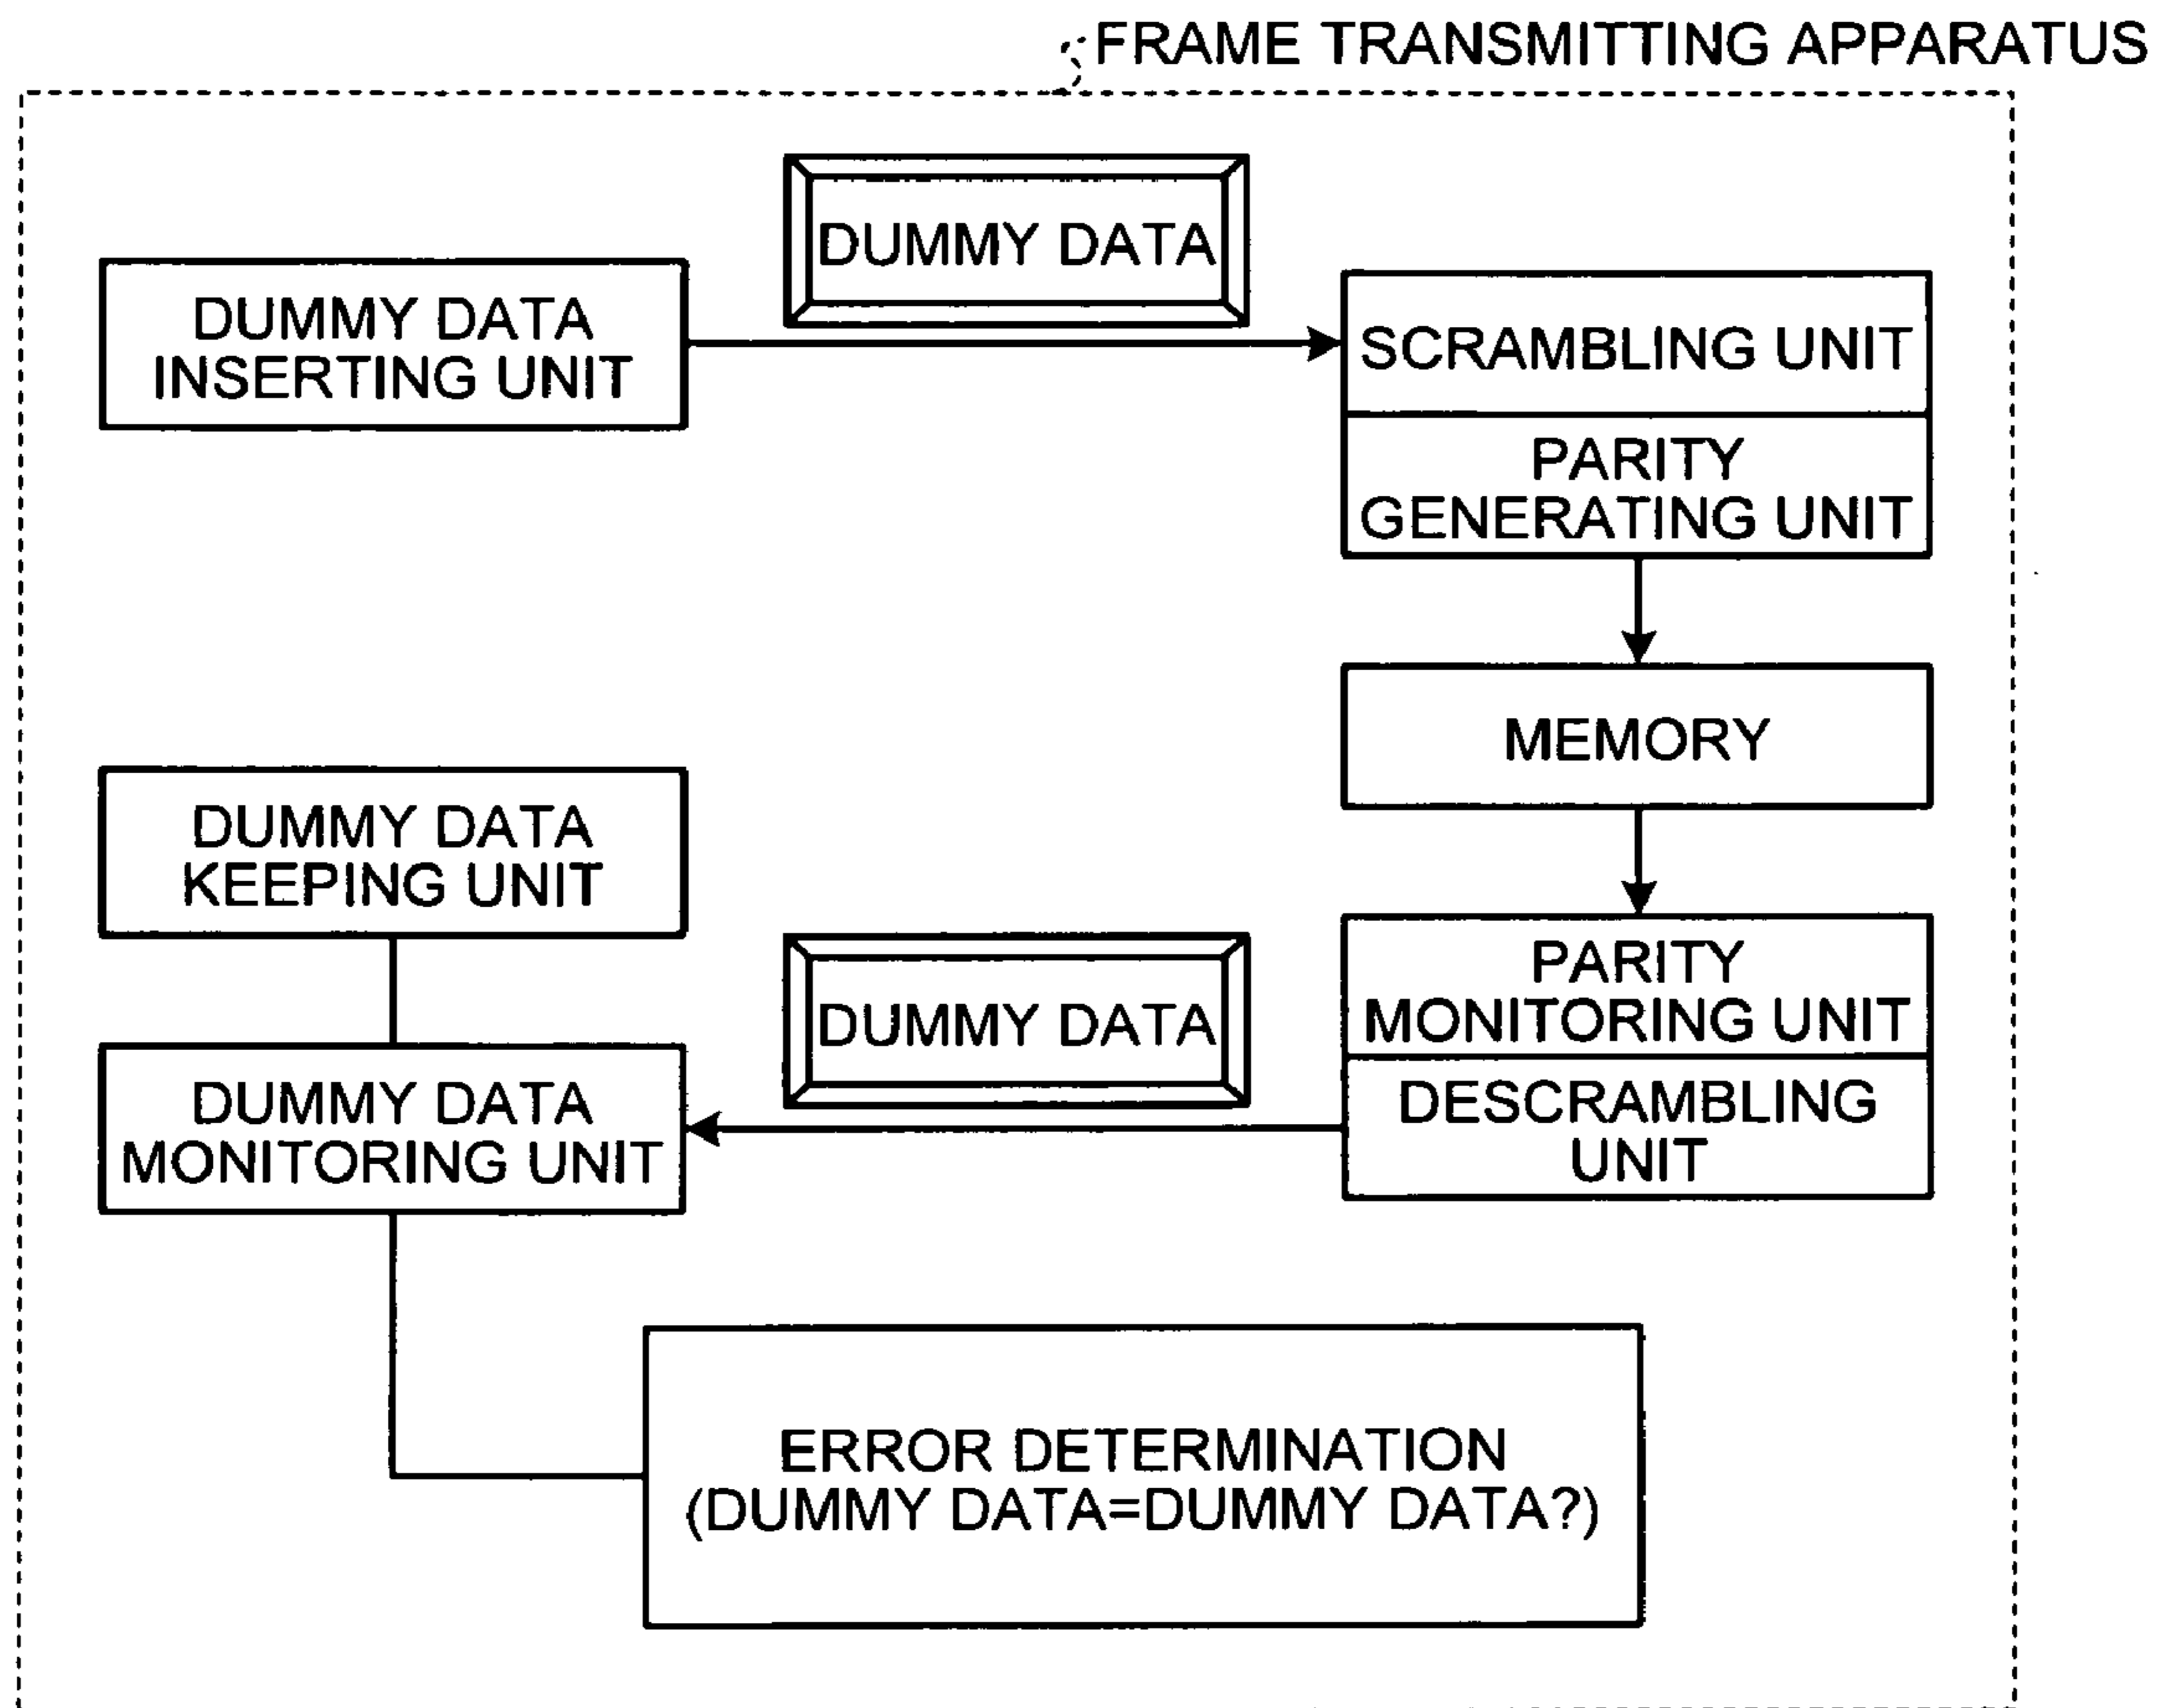 FRAME TRANSMITTING APPARATUS
DUMMY DATA
DUMMY DATA
INSERTING UNIT
SCRAMBLING UNIT
PARITY
GENERATING UNIT
MEMORY
DUMMY DATA
KEEPING UNIT
PARITY
MONITORING UNIT
DUMMY DATA
DESCRAMBLING
UNIT
DUMMY DATA
MONITORING UNIT
ERROR DETERMINATION
(DUMMY DATA=DUMMY DATA?)